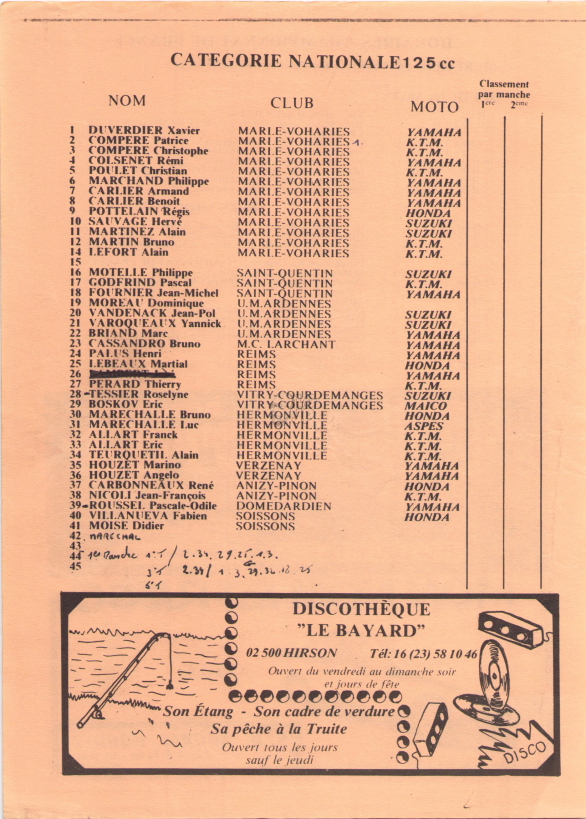 CATEGORIE NATIONALE 125 cc
Classement
par manche
NOM CLUB MOTO 1ere 2eme
1 DUVERDIER Xavier MARLE-VOHARIES YAMAHA
2 COMPERE Patrice MARLE-VOHARIES K.T.M.
3 COMPERE Christophe MARLE-VOHARIES K.T.M.
4 COLSENET Rémi MARLE-VOHARIES YAMAHA
5 POULET Christian MARLE-VOHARIES K.T.M.
6 MARCHAND Philippe MARLE-VOHARIES YAMAHA
7 CARLIER Armand MARLE-VOHARIES YAMAHA
8 CARLIER Benoit MARLE-VOHARIES YAMAHA
9 POTTELAIN Régis MARLE-VOHARIES HONDA
10 SAUVAGE Hervé MARLE-VOHARIES SUZUKI
11 MARTINEZ Alain MARLE-VOHARIES SUZUKI
12 MARTIN Bruno MARLE-VOHARIES K.T.M.
14 LEFORT Alain MARLE-VOHARIES K.T.M.
15
16 MOTELLE Philippe SAINT-QUENTIN SUZUKI
17 GODFRIND Pascal SAINT-QUENTIN K.T.M.
18 FOURNIER Jean-Michel SAINT-QUENTIN YAMAHA
19 MOREAU Dominique U.M.ARDENNES
20 VANDENACK Jean-Pol U.M.ARDENNES SUZUKI
21 VAROQUEAUX Yannick U.M.ARDENNES SUZUKI
22 BRIAND Marc U.M.ARDENNES YAMAHA
23 CASSANDRO Bruno M.C. LARCHANT YAMAHA
24 PALUS Henri REIMS YAMAHA
25 LEBEAUX Martial REIMS HONDA
26 REIMS YAMAHA
27 PERARD Thierry REIMS K.T.M.
28 - TESSIER Roselyne VITRY-COURDEMANGES SUZUKI
29 BOSKOV Eric VITRY-COURDEMANGES MAICO
30 MARECHALLE Bruno HERMONVILLE HONDA
31 MARECHALLE Luc HERMONVILLE ASPES
32 ALLART Franck HERMONVILLE K.T.M.
33 ALLART Eric HERMONVILLE K.T.M.
34 TEURQUETIL Alain HERMONVILLE K.T.M.
35 HOUZET Marino VERZENAY YAMAHA
36 HOUZET Angelo VERZENAY YAMAHA
37 CARBONNEAUX René ANIZY-PINON HONDA
38 NICOLI Jean-François ANIZY-PINON K.T.M.
39 - ROUSSEL Pascale-Odile DOMEDARDIEN YAMAHA
40 VILLANUEVA Fabien SOISSONS HONDA
41 MOISE Didier SOISSONS
42 MARECHAL
43
44 1ere Manche
45
DISCOTHÈQUE
"LE BAYARD"
02 500 HIRSON Tél: 16 (23) 58 10 46
Ouvert du vendredi au dimanche soir
et jours de fête
Son Étang - Son cadre de verdure
Sa pêche à la Truite
Ouvert tous les jours
sauf le jeudi
DISCO